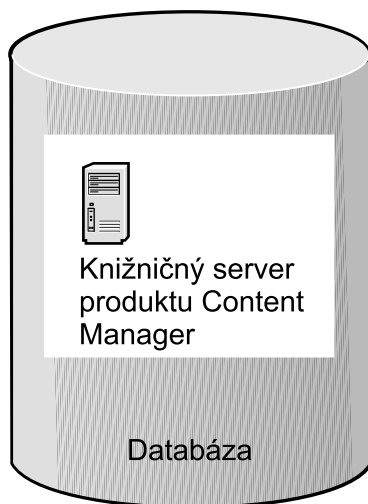 Knižničný server
produktu Content
Manager
Databáza